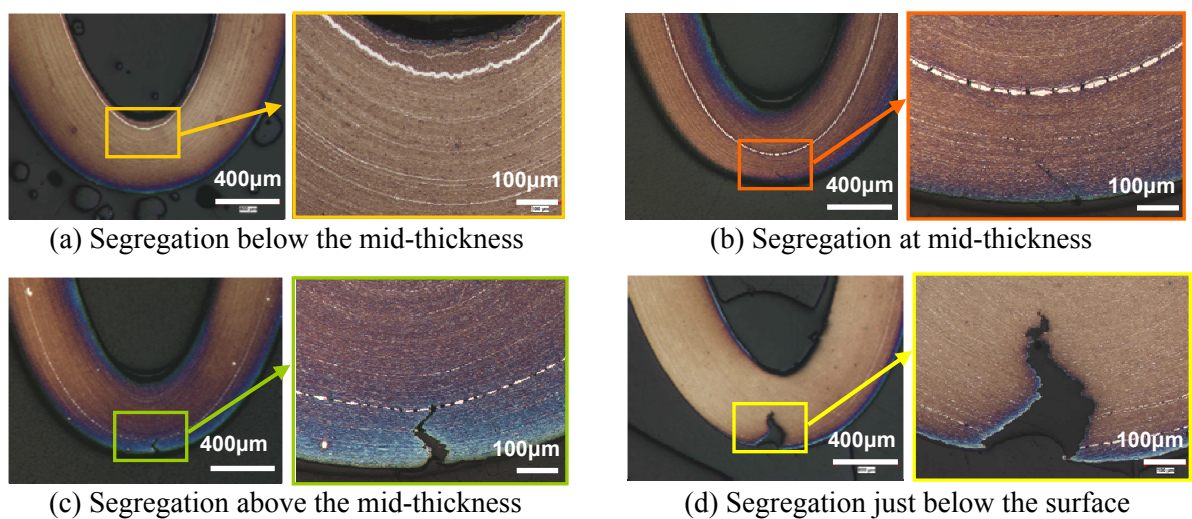 400µm
100µm
(a) Segregation below the mid-thickness
400µm
100µm
(b) Segregation at mid-thickness
400µm
100µm
(c) Segregation above the mid-thickness
400µm
100µm
(d) Segregation just below the surface